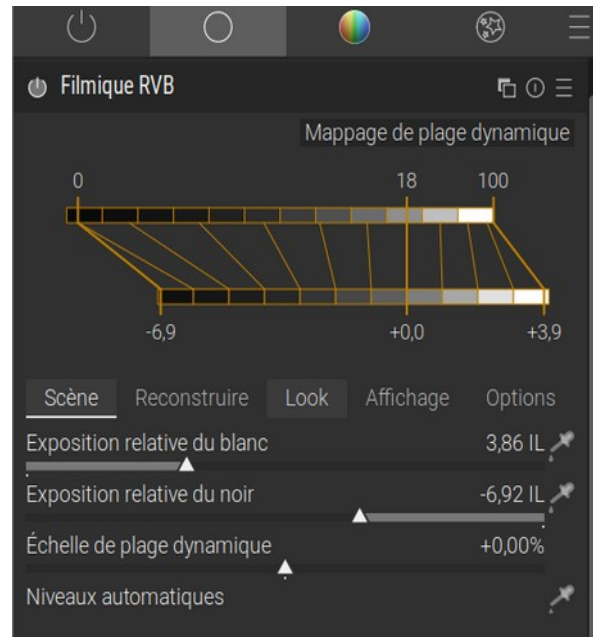 Filmique RVB
Mappage de plage dynamique
0 18 100
-6,9 +0,0 +3,9
Scène Reconstruire Look Affichage Options
Exposition relative du blanc 3,86 IL
Exposition relative du noir -6,92 IL
Échelle de plage dynamique +0,00%
Niveaux automatiques